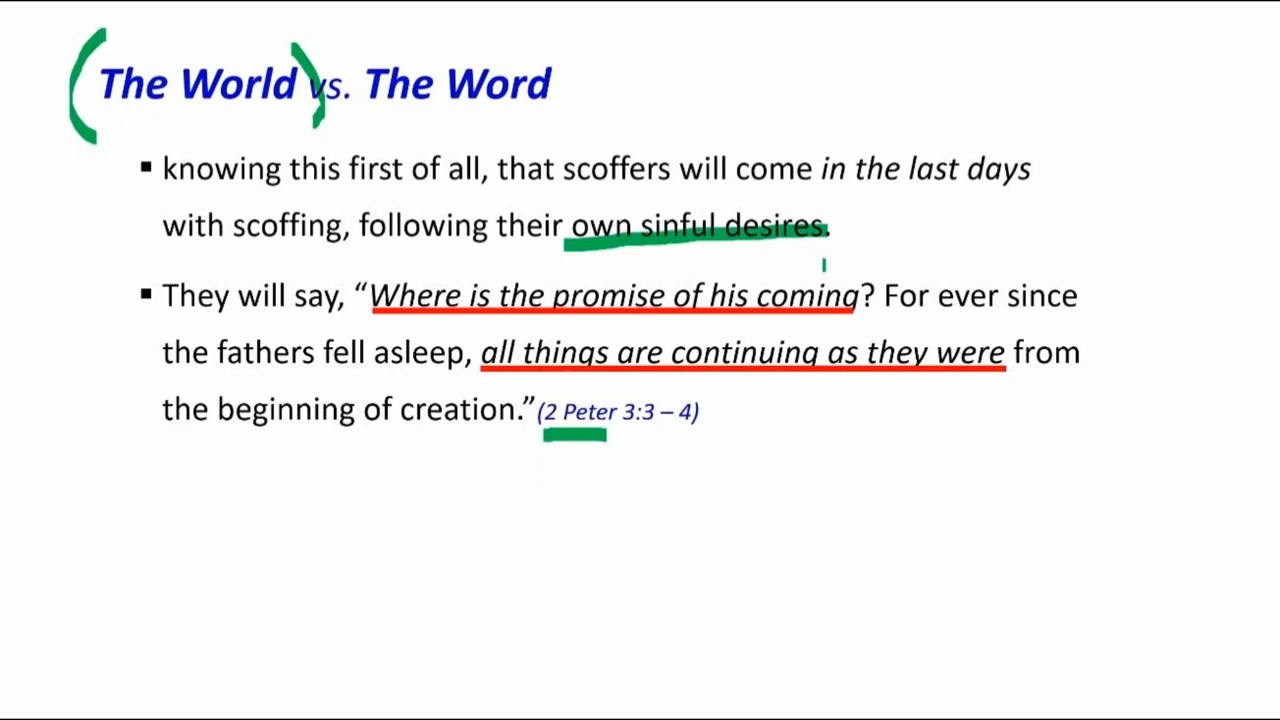 The World vs. The Word
▪ knowing this first of all, that scoffers will come in the last days
with scoffing, following their own sinful desires.
▪ They will say, “Where is the promise of his coming? For ever since
the fathers fell asleep, all things are continuing as they were from
the beginning of creation.”(2 Peter 3:3 – 4)